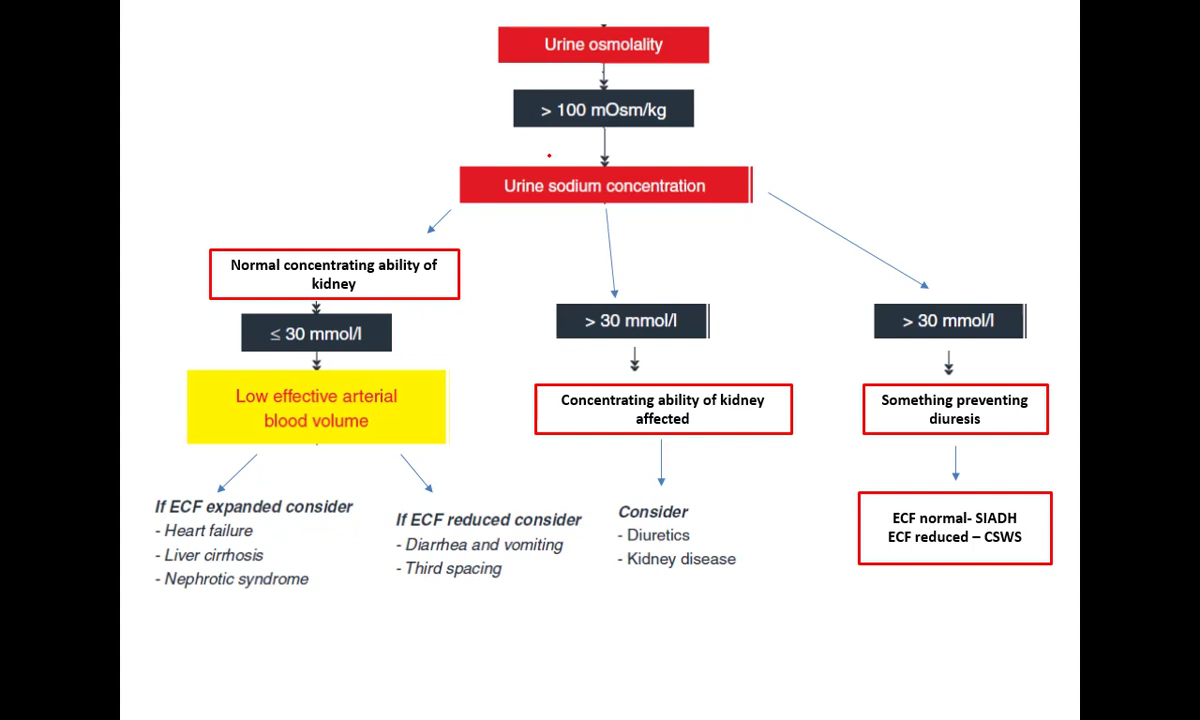 Urine osmolality
> 100 mOsm/kg
Urine sodium concentration
Normal concentrating ability of
kidney
≤ 30 mmol/l
Low effective arterial
blood volume
If ECF expanded consider
- Heart failure
- Liver cirrhosis
- Nephrotic syndrome
If ECF reduced consider
- Diarrhea and vomiting
- Third spacing
> 30 mmol/l
Concentrating ability of kidney
affected
Consider
- Diuretics
- Kidney disease
> 30 mmol/l
Something preventing
diuresis
ECF normal- SIADH
ECF reduced – CSWS